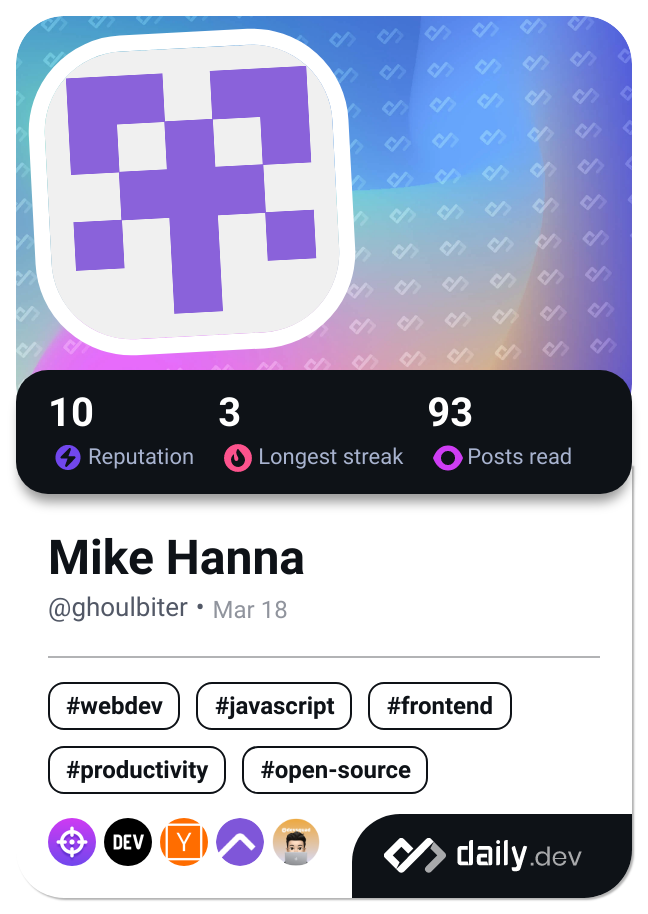 10 3 93
Reputation Longest streak Posts read
Mike Hanna
@ghoulbiter • Mar 18
#webdev #javascript #frontend
#productivity #open-source
DEV Y
daily.dev